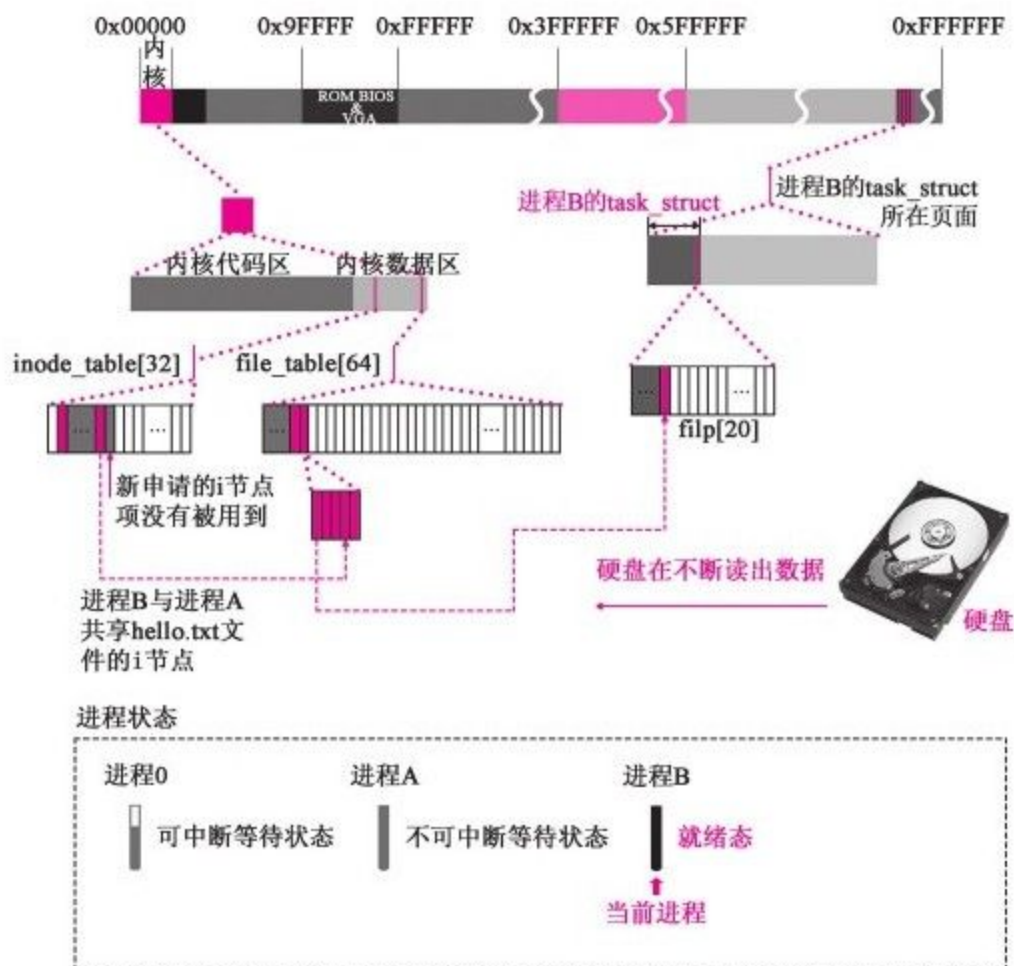 0x00000 0x9FFFF 0xFFFFF 0x3FFFFF 0x5FFFFF 0xFFFFFF
内
核
ROM BIOS
&
VGA
进程B的task_struct
进程B的task_struct
所在页面
内核代码区 内核数据区
inode_table[32] file_table[64]
... ... ... ... ... ...
filp[20]
新申请的i节点
项没有被用到
硬盘在不断读出数据
硬盘
进程B与进程A
共享hello.txt文
件的i节点
进程状态
进程0 进程A 进程B
可中断等待状态 不可中断等待状态 就绪态
当前进程